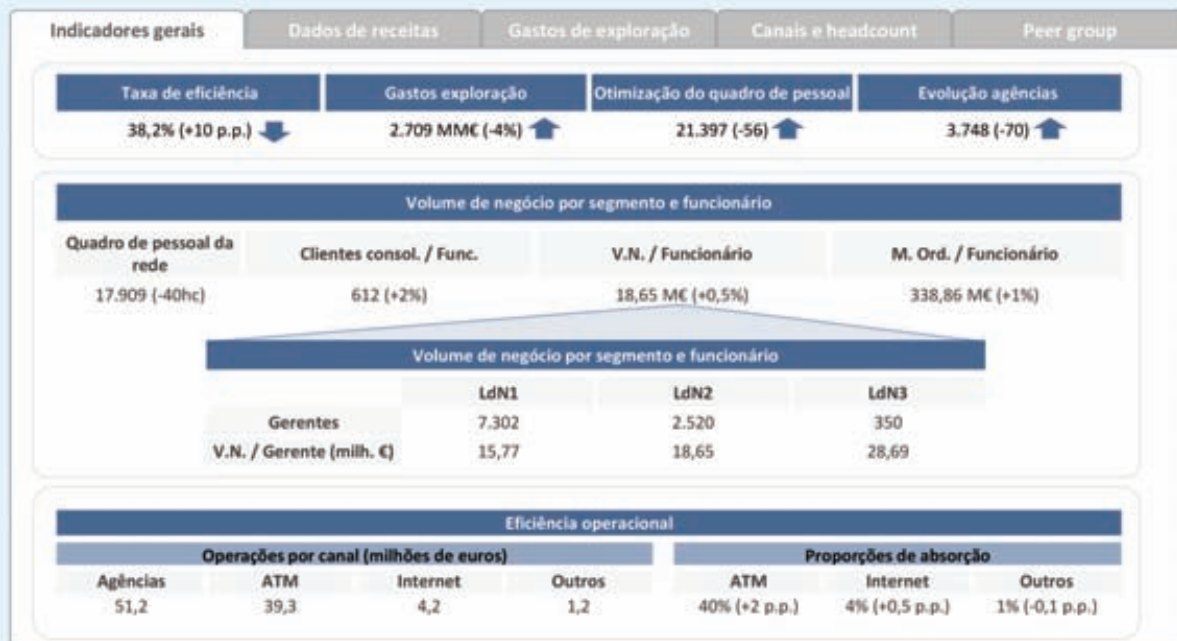 Indicadores gerais Dados de receitas Gastos de exploração Canais e headcount Peer group
Taxa de eficiência Gastos exploração Otimização do quadro de pessoal Evolução agências
38,2% (+10 p.p.) 2.709 MM€ (-4%) 21.397 (-56) 3.748 (-70)
Volume de negócio por segmento e funcionário
Quadro de pessoal da rede Clientes consol. / Func. V.N. / Funcionário M. Ord. / Funcionário
17.909 (-40hc) 612 (+2%) 18,65 M€ (+0,5%) 338,86 M€ (+1%)
Volume de negócio por segmento e funcionário
LdN1 LdN2 LdN3
Gerentes 7.302 2.520 350
V.N. / Gerente (milh. €) 15,77 18,65 28,69
Eficiência operacional
Operações por canal (milhões de euros) Proporções de absorção
Agências ATM Internet Outros ATM Internet Outros
51,2 39,3 4,2 1,2 40% (+2 p.p.) 4% (+0,5 p.p.) 1% (-0,1 p.p.)